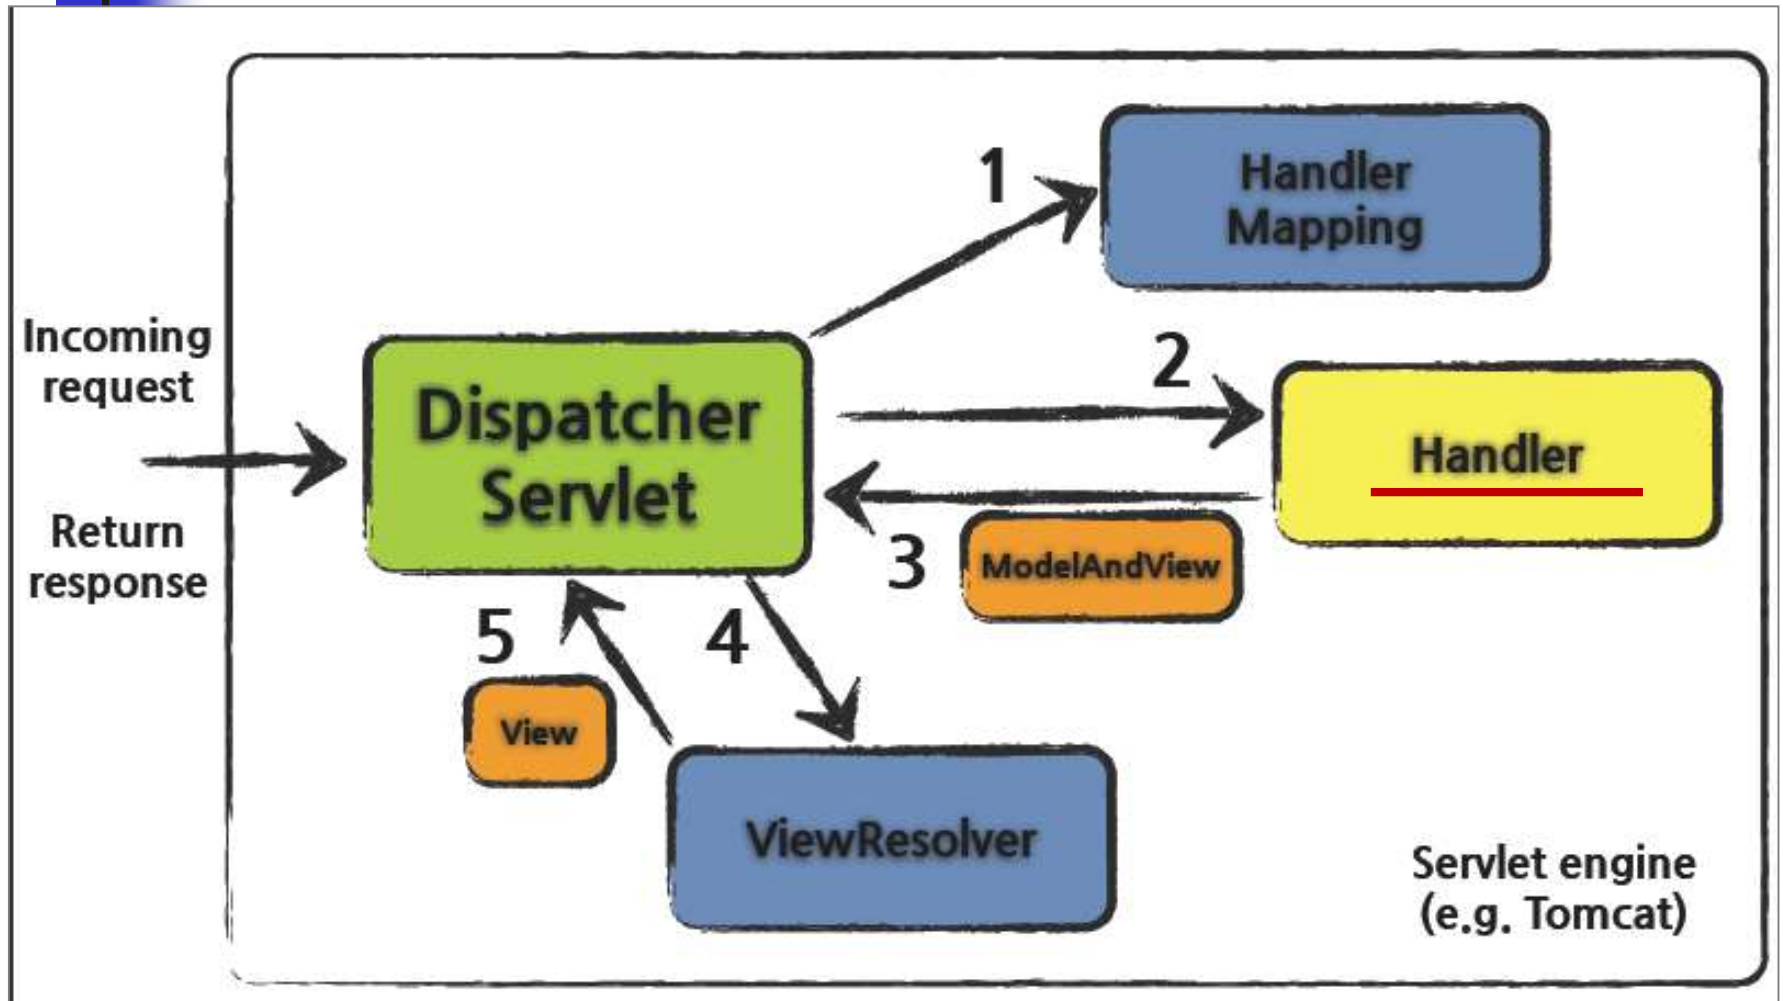 1
Handler
Mapping
Incoming
request
2
Dispatcher
Servlet
Handler
Return
response
3
ModelAndView
5
4
View
ViewResolver
Servlet engine
(e.g. Tomcat)